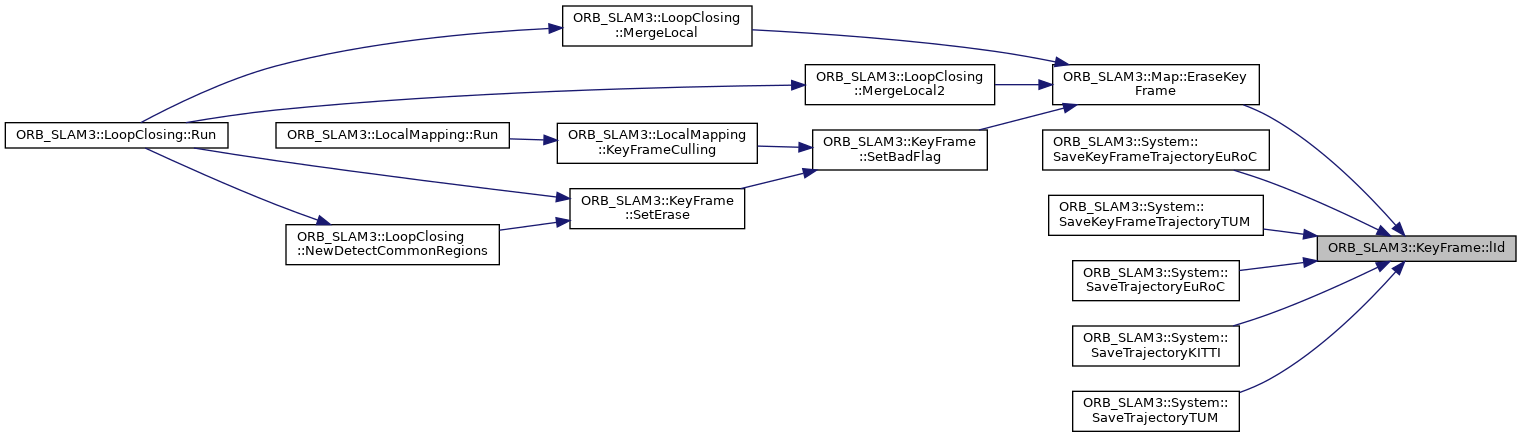 ORB_SLAM3::LoopClosing
::MergeLocal
ORB_SLAM3::LoopClosing
::MergeLocal2
ORB_SLAM3::Map::EraseKey
Frame
ORB_SLAM3::LoopClosing::Run
ORB_SLAM3::LocalMapping::Run
ORB_SLAM3::LocalMapping
::KeyFrameCulling
ORB_SLAM3::KeyFrame
::SetBadFlag
ORB_SLAM3::System::
SaveKeyFrameTrajectoryEuRoC
ORB_SLAM3::KeyFrame
::SetErase
ORB_SLAM3::System::
SaveKeyFrameTrajectoryTUM
ORB_SLAM3::LoopClosing
::NewDetectCommonRegions
ORB_SLAM3::KeyFrame::lId
ORB_SLAM3::System::
SaveTrajectoryEuRoC
ORB_SLAM3::System::
SaveTrajectoryKITTI
ORB_SLAM3::System::
SaveTrajectoryTUM